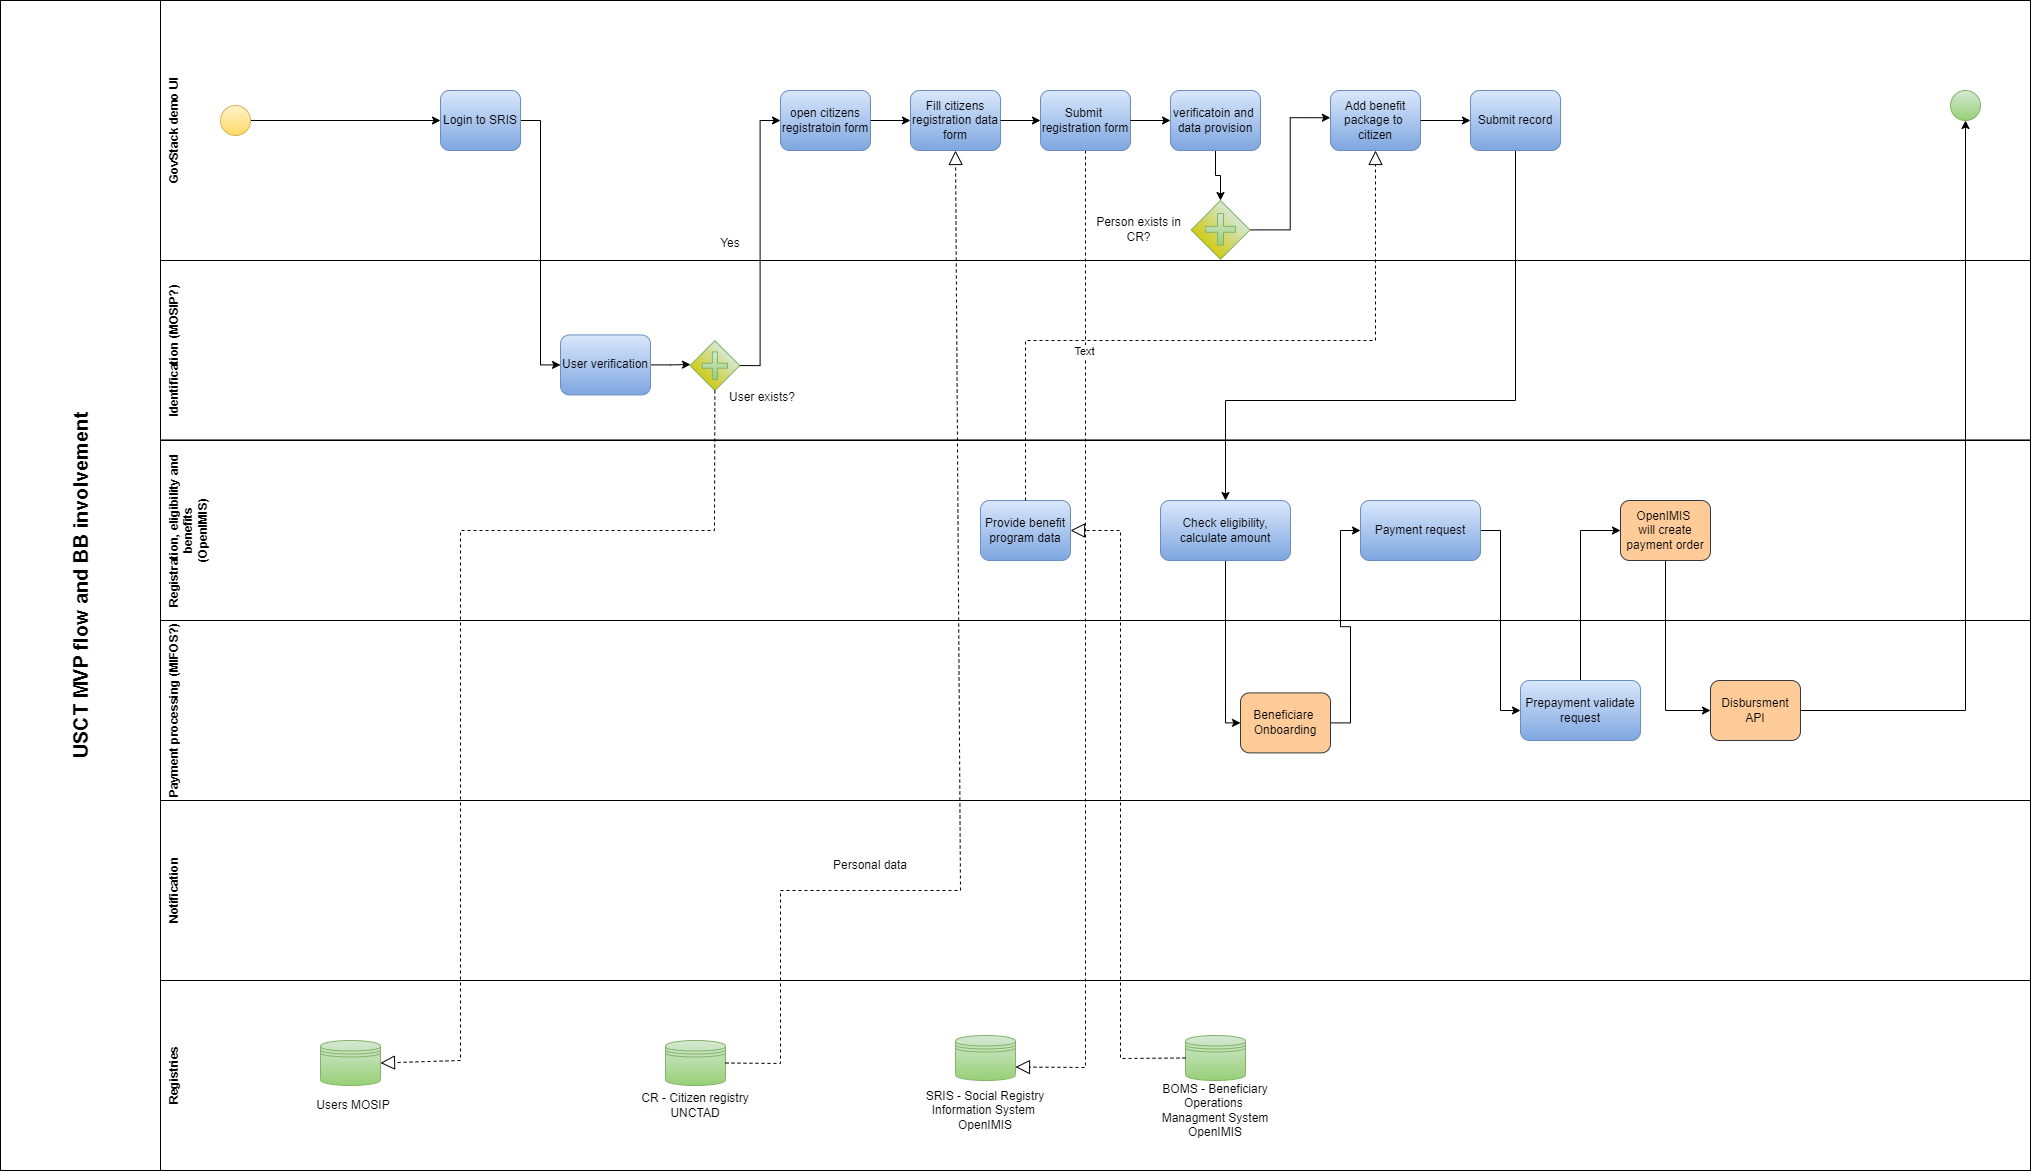 USCT MVP flow and BB involvement
GovStack demo UI
Login to SRIS
open citizens
registratoin form
Fill citizens
registration data
form
Submit
registration form
verificatoin and
data provision
Add benefit
package to
citizen
Submit record
Person exists in
CR?
Yes
Identification (MOSIP?)
User verification
User exists?
Text
Registration, eligibility and
benefits
(OpenIMIS)
Provide benefit
program data
Check eligibility,
calculate amount
Payment request
OpenIMIS
will create
payment order
Payment processing (MIFOS?)
Beneficiare
Onboarding
Prepayment validate
request
Disbursment
API
Notification
Personal data
Registries
Users MOSIP
CR - Citizen registry
UNCTAD
SRIS - Social Registry
Information System
OpenIMIS
BOMS - Beneficiary
Operations
Managment System
OpenIMIS